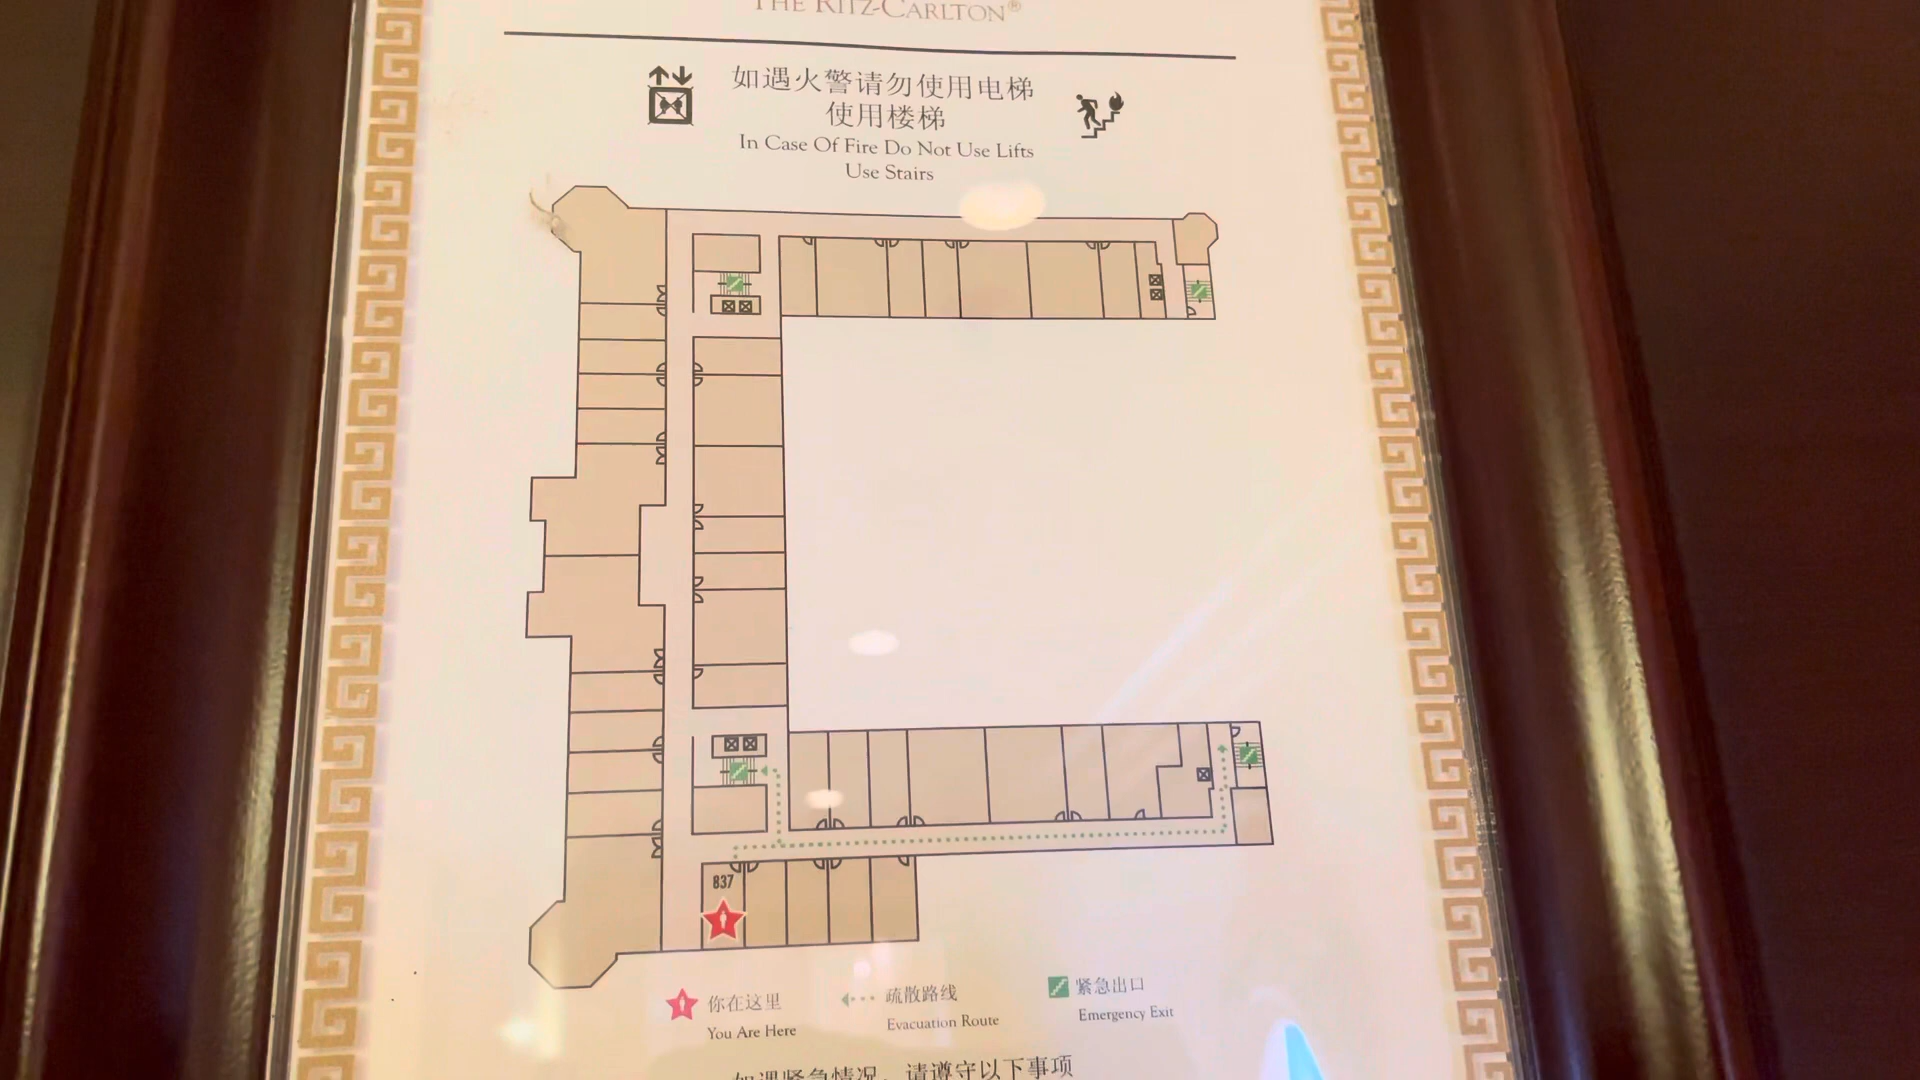 THE RITZ-CARLTON®
如遇火警请勿使用电梯
使用楼梯
In Case Of Fire Do Not Use Lifts
Use Stairs
837
你在这里
You Are Here
疏散路线
Evacuation Route
紧急出口
Emergency Exit
如遇紧急情况，请遵守以下事项